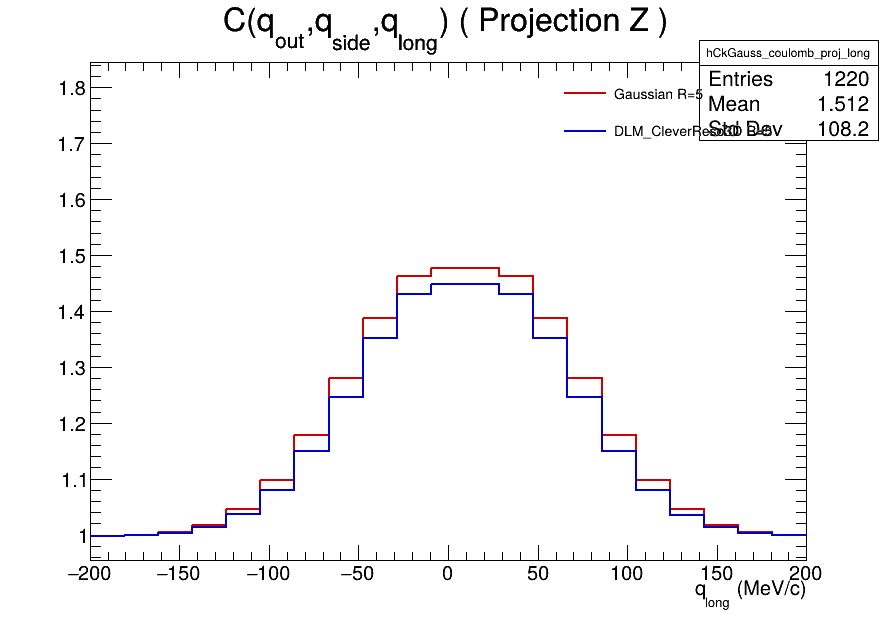 C(q_out,q_side,q_long) ( Projection Z )
hCkGauss_coulomb_proj_long
Entries 1220
Mean 1.512
Std Dev 108.2
Gaussian R=5
DLM_CleverReso3D R=5
1.8
1.7
1.6
1.5
1.4
1.3
1.2
1.1
1
−200 −150 −100 −50 0 50 100 150 200
q_long (MeV/c)